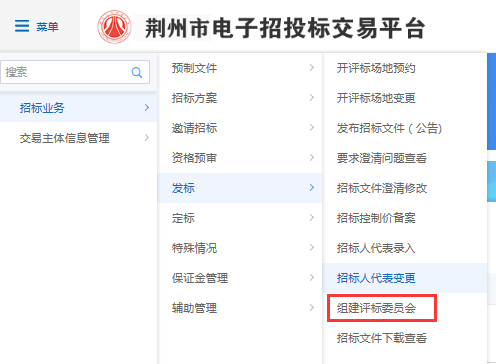 菜单
荆州市电子招投标交易平台
搜索
招标业务
交易主体信息管理
预制文件
招标方案
邀请招标
资格预审
发标
定标
特殊情况
保证金管理
辅助管理
开评标场地预约
开评标场地变更
发布招标文件（公告)
要求澄清问题查看
招标文件澄清修改
招标控制价备案
招标人代表录入
招标人代表变更
组建评标委员会
招标文件下载查看